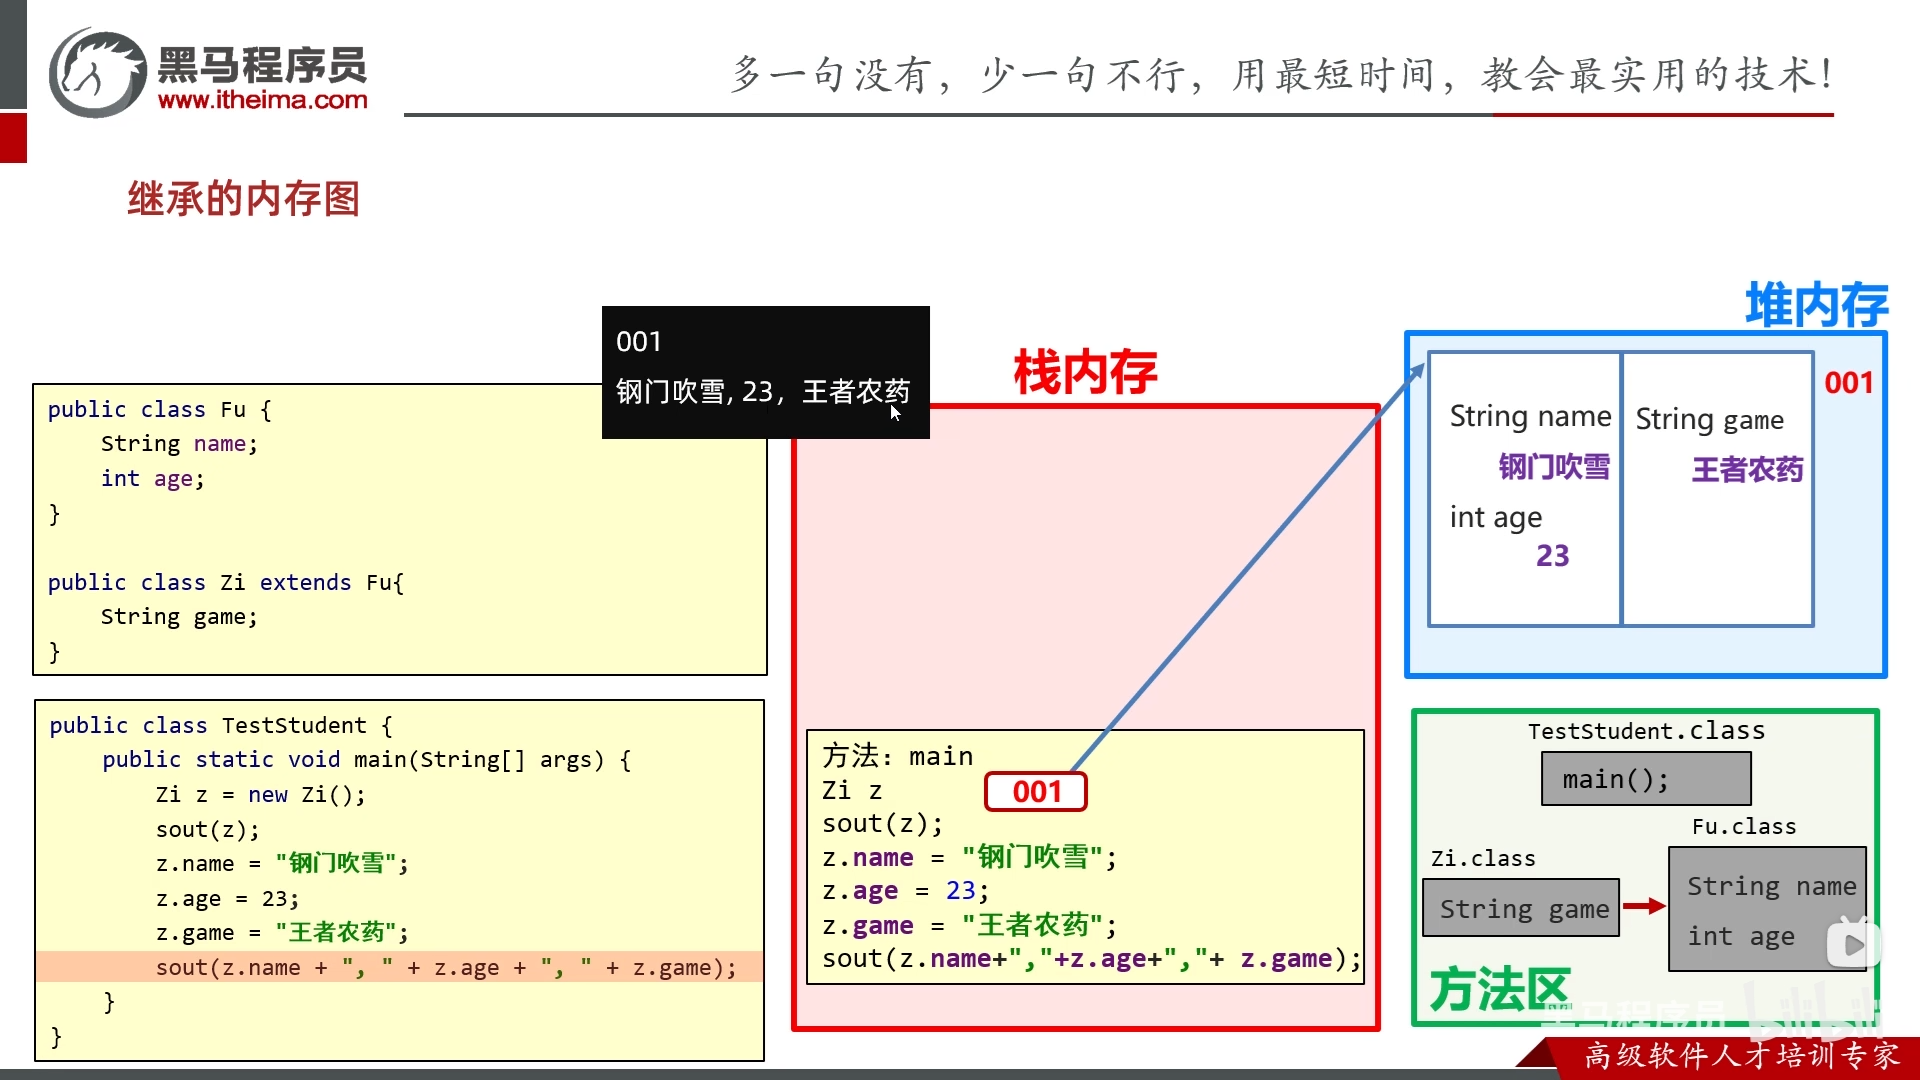 黑马程序员
www.itheima.com
多一句没有，少一句不行，用最短时间，教会最实用的技术！
继承的内存图
001
钢门吹雪, 23，王者农药
public class Fu {
String name;
int age;
}
public class Zi extends Fu{
String game;
}
public class TestStudent {
public static void main(String[] args) {
Zi z = new Zi();
sout(z);
z.name = "钢门吹雪";
z.age = 23;
z.game = "王者农药";
sout(z.name + ", " + z.age + ", " + z.game);
}
}
栈内存
方法：main
Zi z
001
sout(z);
z.name = "钢门吹雪";
z.age = 23;
z.game = "王者农药";
sout(z.name+","+z.age+","+ z.game);
堆内存
001
String name
钢门吹雪
int age
23
String game
王者农药
TestStudent.class
main();
Fu.class
Zi.class
String game
String name
int age
方法区
黑马程序员
bilibili
高级软件人才培训专家